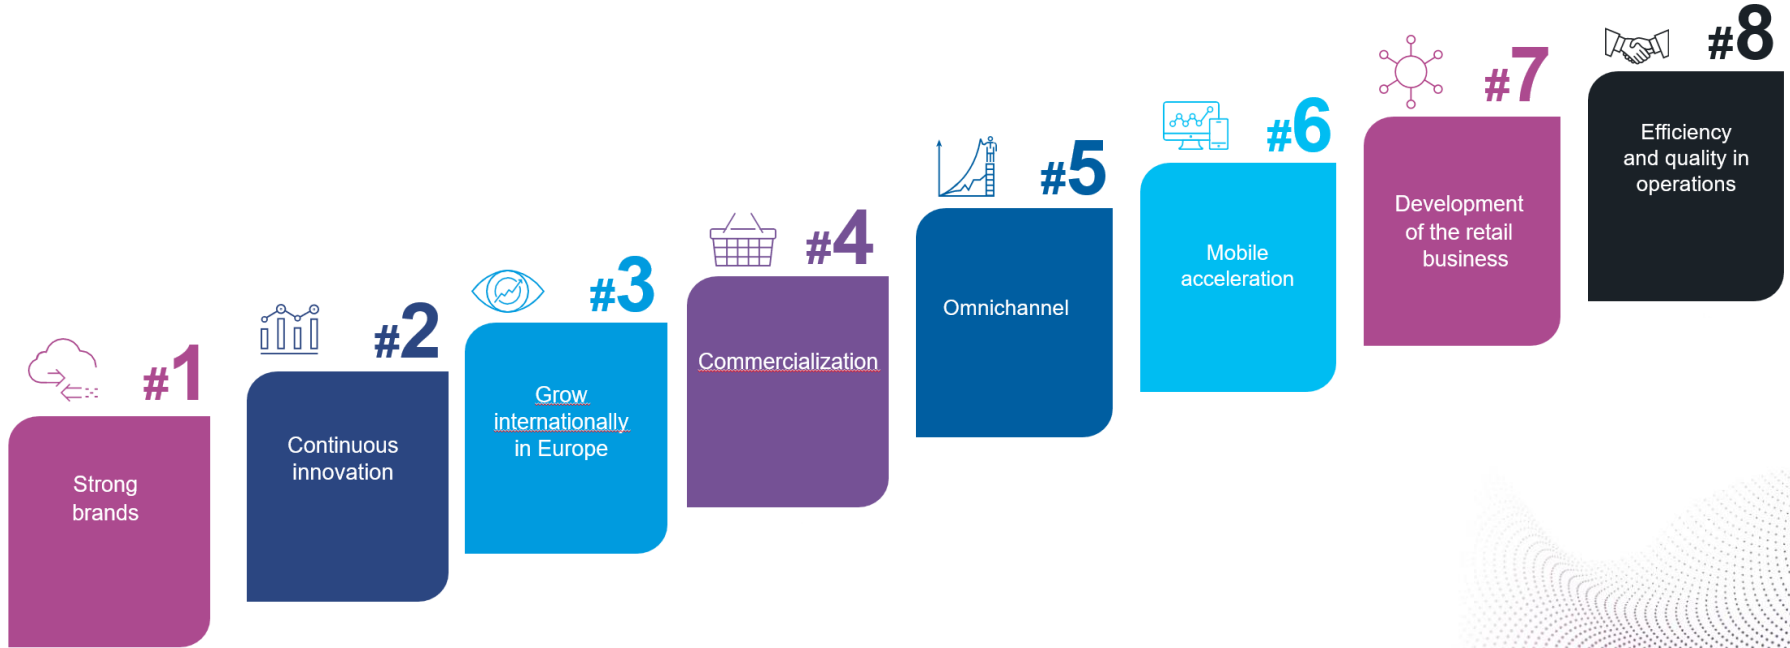 #1
Strong
brands
#2
Continuous
innovation
#3
Grow
internationally
in Europe
#4
Commercialization
#5
Omnichannel
#6
Mobile
acceleration
#7
Development
of the retail
business
#8
Efficiency
and quality in
operations